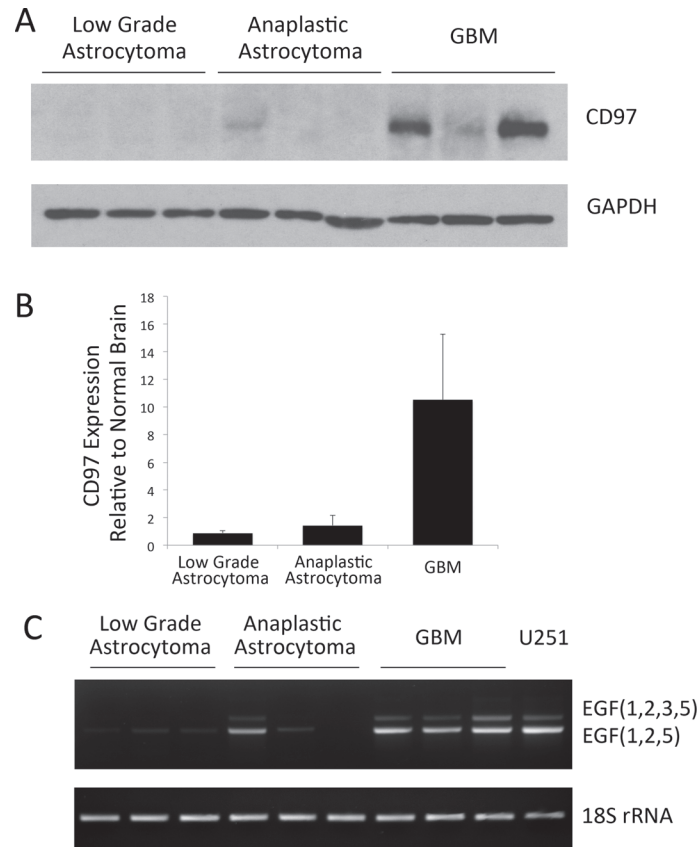 A
Low Grade
Astrocytoma
Anaplastic
Astrocytoma
GBM
CD97
GAPDH
B
CD97 Expression
Relative to Normal Brain
18
16
14
12
10
8
6
4
2
0
Low Grade
Astrocytoma
Anaplastic
Astrocytoma
GBM
C
Low Grade
Astrocytoma
Anaplastic
Astrocytoma
GBM
U251
EGF(1,2,3,5)
EGF(1,2,5)
18S rRNA